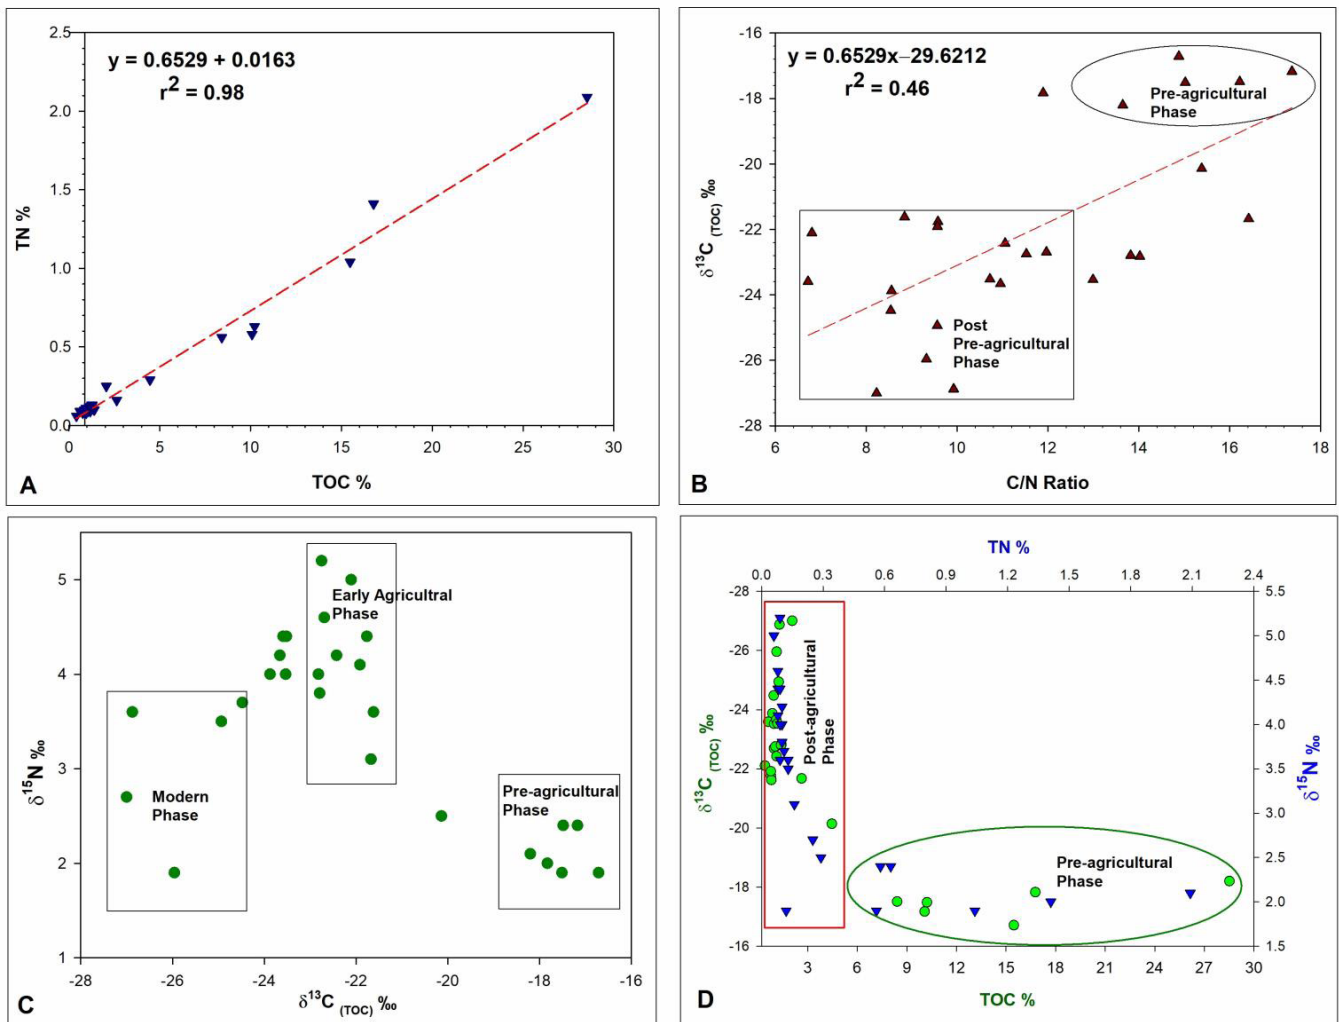 y = 0.6529 + 0.0163
r2 = 0.98
2.5
2.0
1.5
1.0
0.5
0.0
TN %
0 5 10 15 20 25 30
TOC %
A
y = 0.6529x–29.6212
r2 = 0.46
Pre-agricultural
Phase
Post
Pre-agricultural
Phase
-16
-18
-20
-22
-24
-26
-28
δ13C (TOC) ‰
6 8 10 12 14 16 18
C/N Ratio
B
5
4
3
2
1
δ15N ‰
Early Agricultral
Phase
Modern
Phase
Pre-agricultural
Phase
-28 -26 -24 -22 -20 -18 -16
δ13C (TOC) ‰
C
TN %
0.0 0.3 0.6 0.9 1.2 1.5 1.8 2.1 2.4
-28
-26
-24
-22
-20
-18
-16
δ13C (TOC) ‰
Post-agricultural
Phase
Pre-agricultural
Phase
5.5
5.0
4.5
4.0
3.5
3.0
2.5
2.0
1.5
δ15N ‰
3 6 9 12 15 18 21 24 27 30
TOC %
D